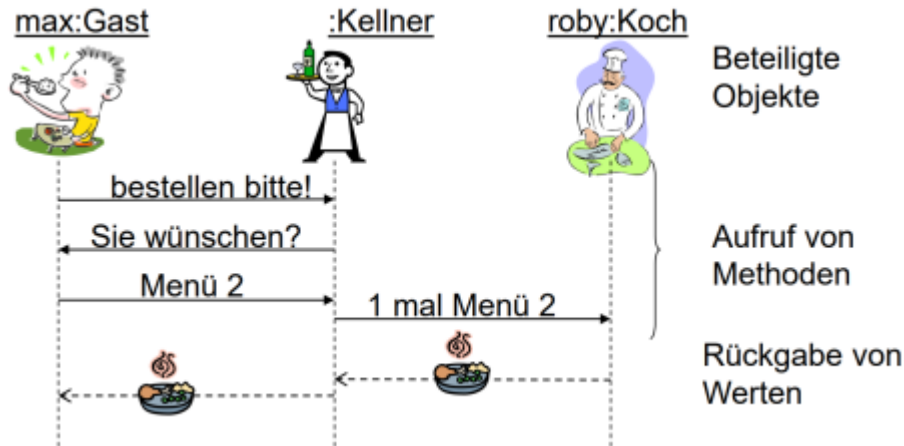 max:Gast
:Kellner
roby:Koch
Beteiligte
Objekte
bestellen bitte!
Sie wünschen?
Aufruf von
Methoden
Menü 2
1 mal Menü 2
Rückgabe von
Werten